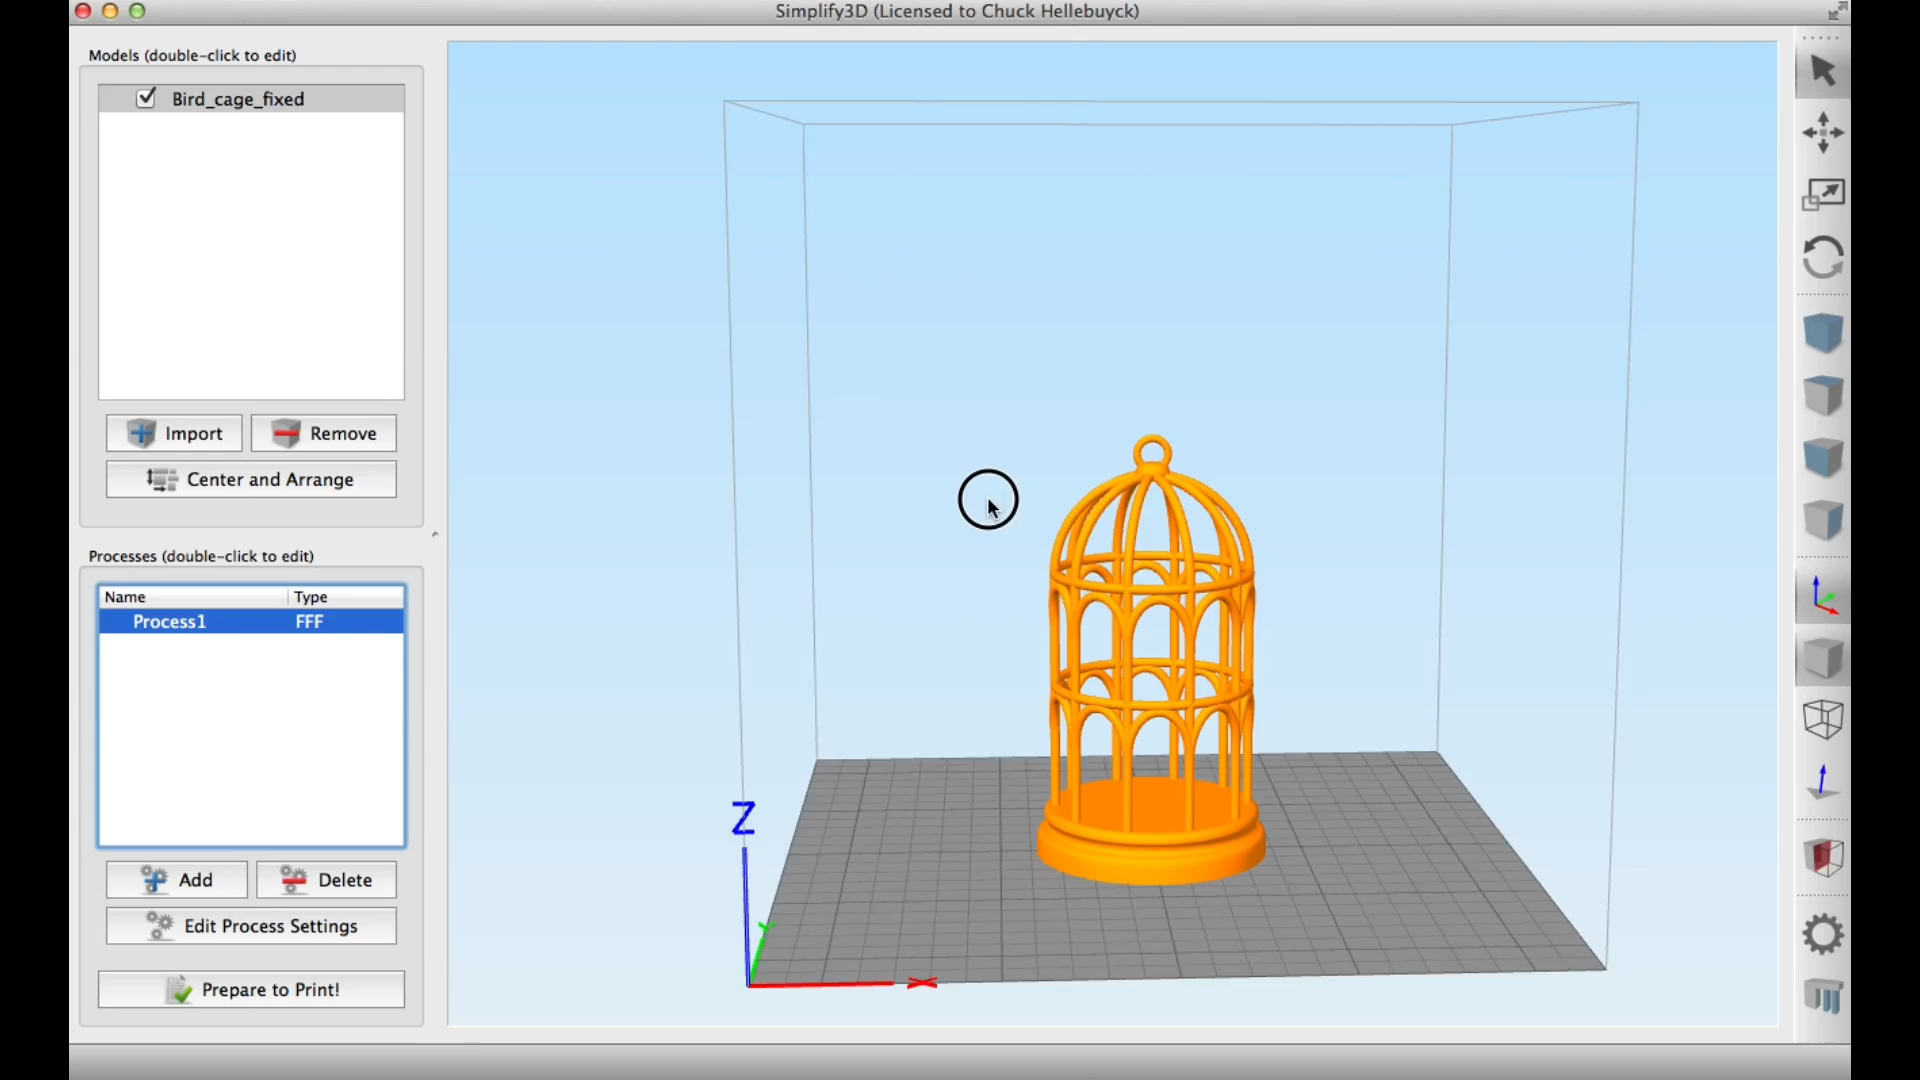 Simplify3D (Licensed to Chuck Hellebuyck)
Models (double-click to edit)
Bird_cage_fixed
Import
Remove
Center and Arrange
Processes (double-click to edit)
Name Type
Process1 FFF
Add
Delete
Edit Process Settings
Prepare to Print!
Z
Y
X